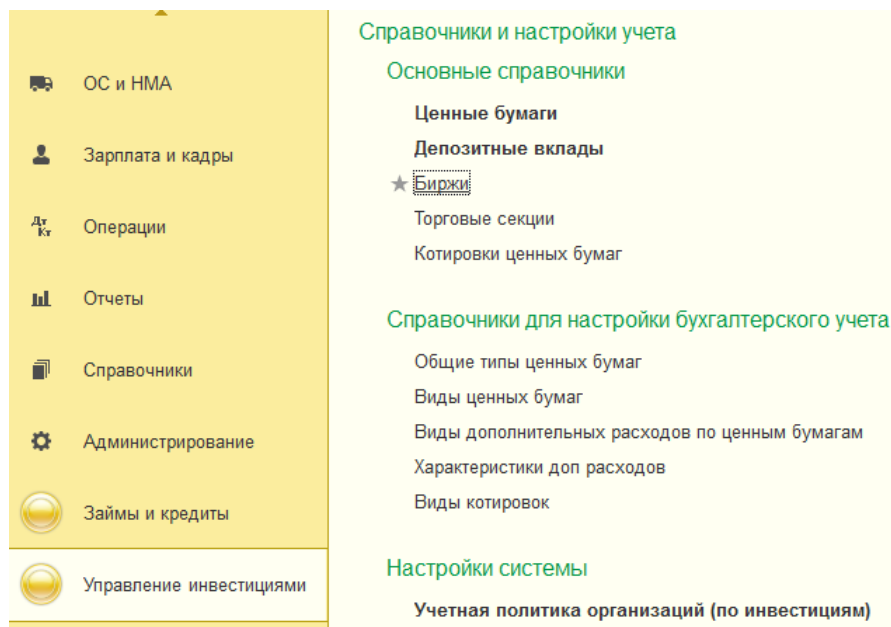 ОС и НМА
Зарплата и кадры
Дт
Кт
Операции
Отчеты
Справочники
Администрирование
Займы и кредиты
Управление инвестициями
Справочники и настройки учета
Основные справочники
Ценные бумаги
Депозитные вклады
Биржи
Торговые секции
Котировки ценных бумаг
Справочники для настройки бухгалтерского учета
Общие типы ценных бумаг
Виды ценных бумаг
Виды дополнительных расходов по ценным бумагам
Характеристики доп расходов
Виды котировок
Настройки системы
Учетная политика организаций (по инвестициям)